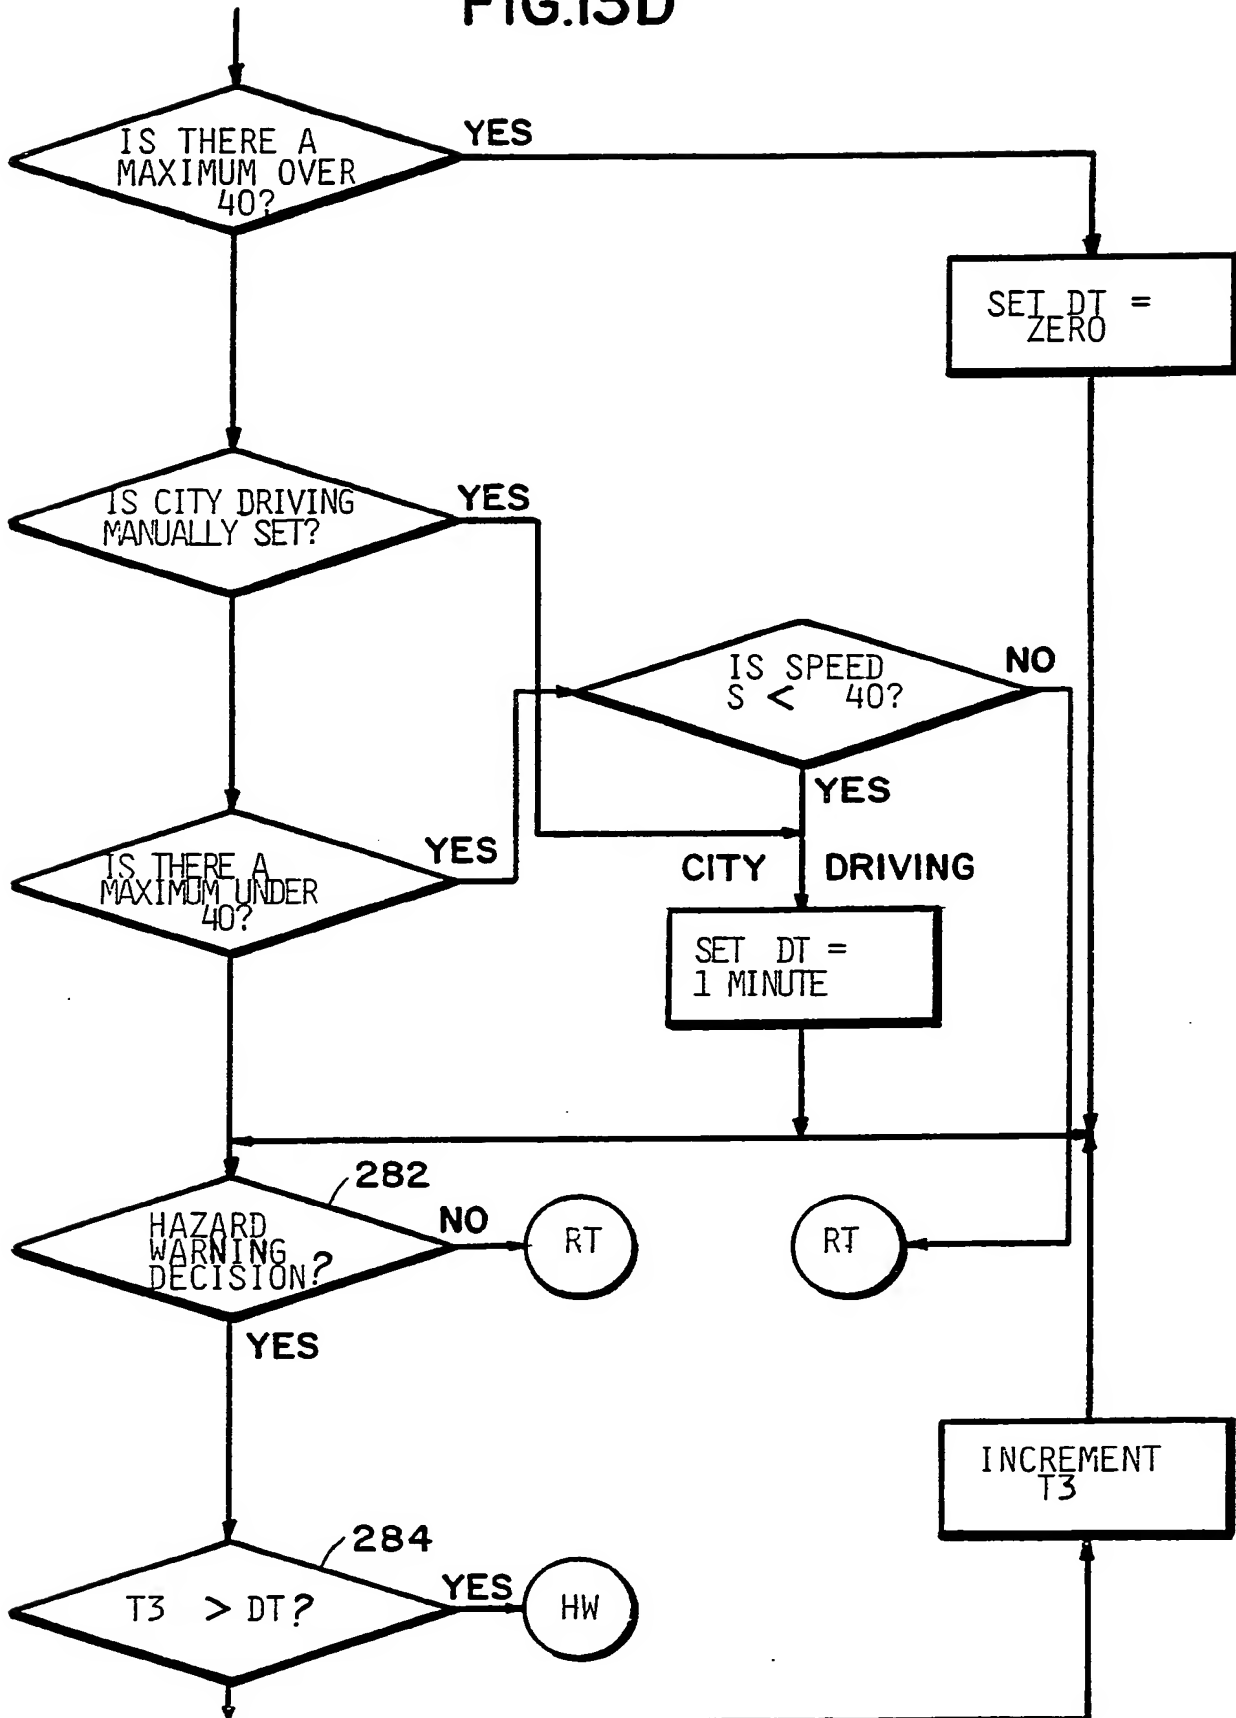 FIG.13D
IS THERE A
MAXIMUM OVER
40?
YES
SET DT =
ZERO
IS CITY DRIVING
MANUALLY SET?
YES
IS SPEED
S < 40?
NO
YES
IS THERE A
MAXIMUM UNDER
40?
YES
CITY DRIVING
SET DT =
1 MINUTE
282
HAZARD
WARNING
DECISION?
NO
RT
RT
YES
INCREMENT
T3
284
T3 > DT?
YES
HW